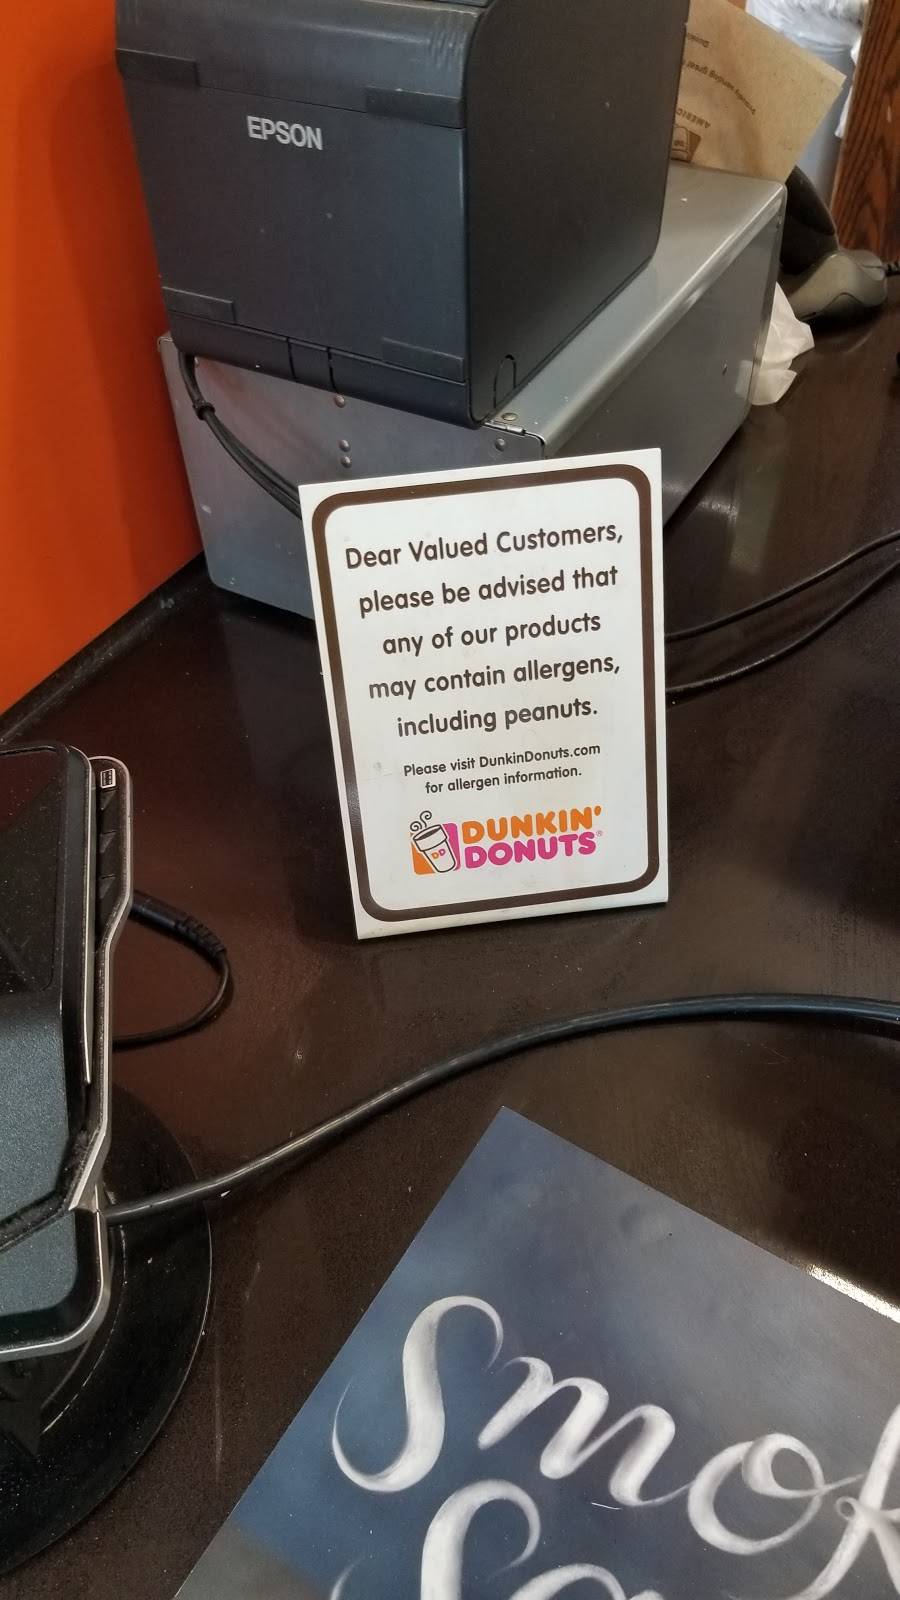 EPSON
Dear Valued Customers,
please be advised that
any of our products
may contain allergens,
including peanuts.
Please visit DunkinDonuts.com
for allergen information.
DD
DUNKIN'
DONUTS®
Smok